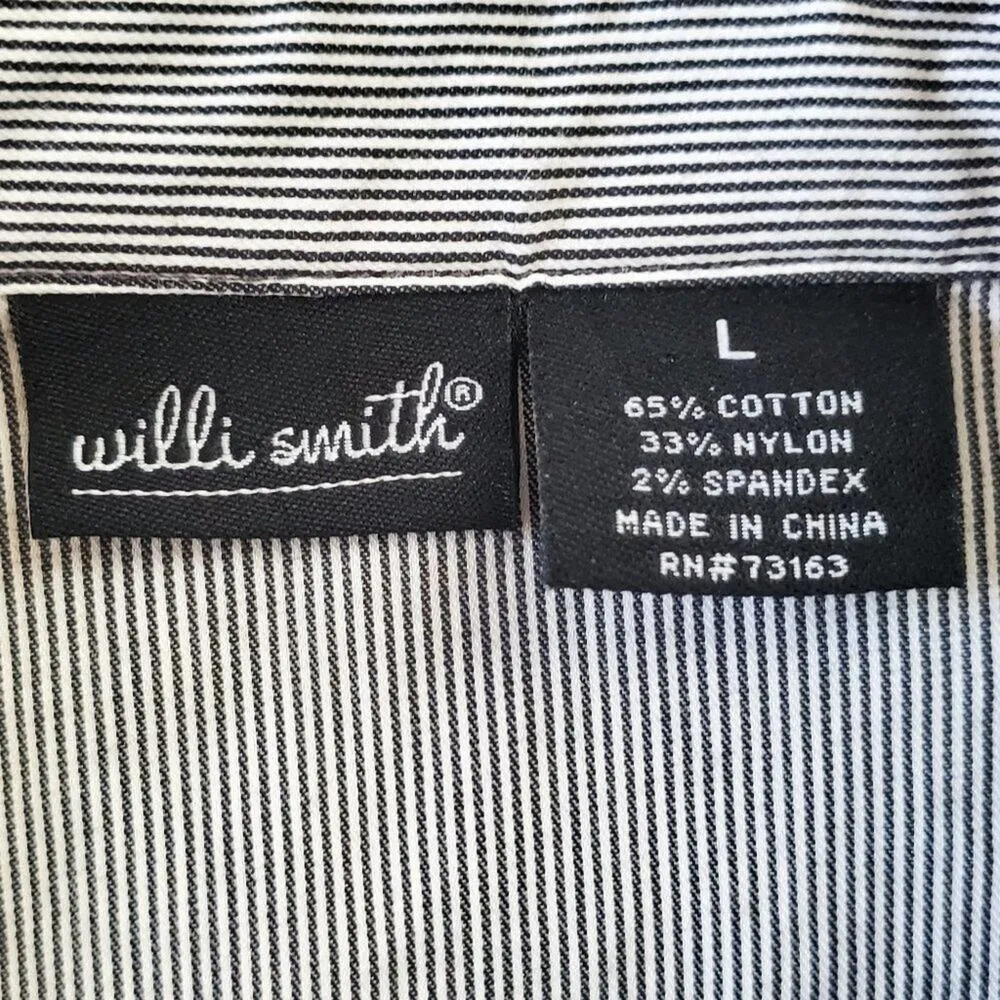 willi smith®
L
65% COTTON
33% NYLON
2% SPANDEX
MADE IN CHINA
RN#73163